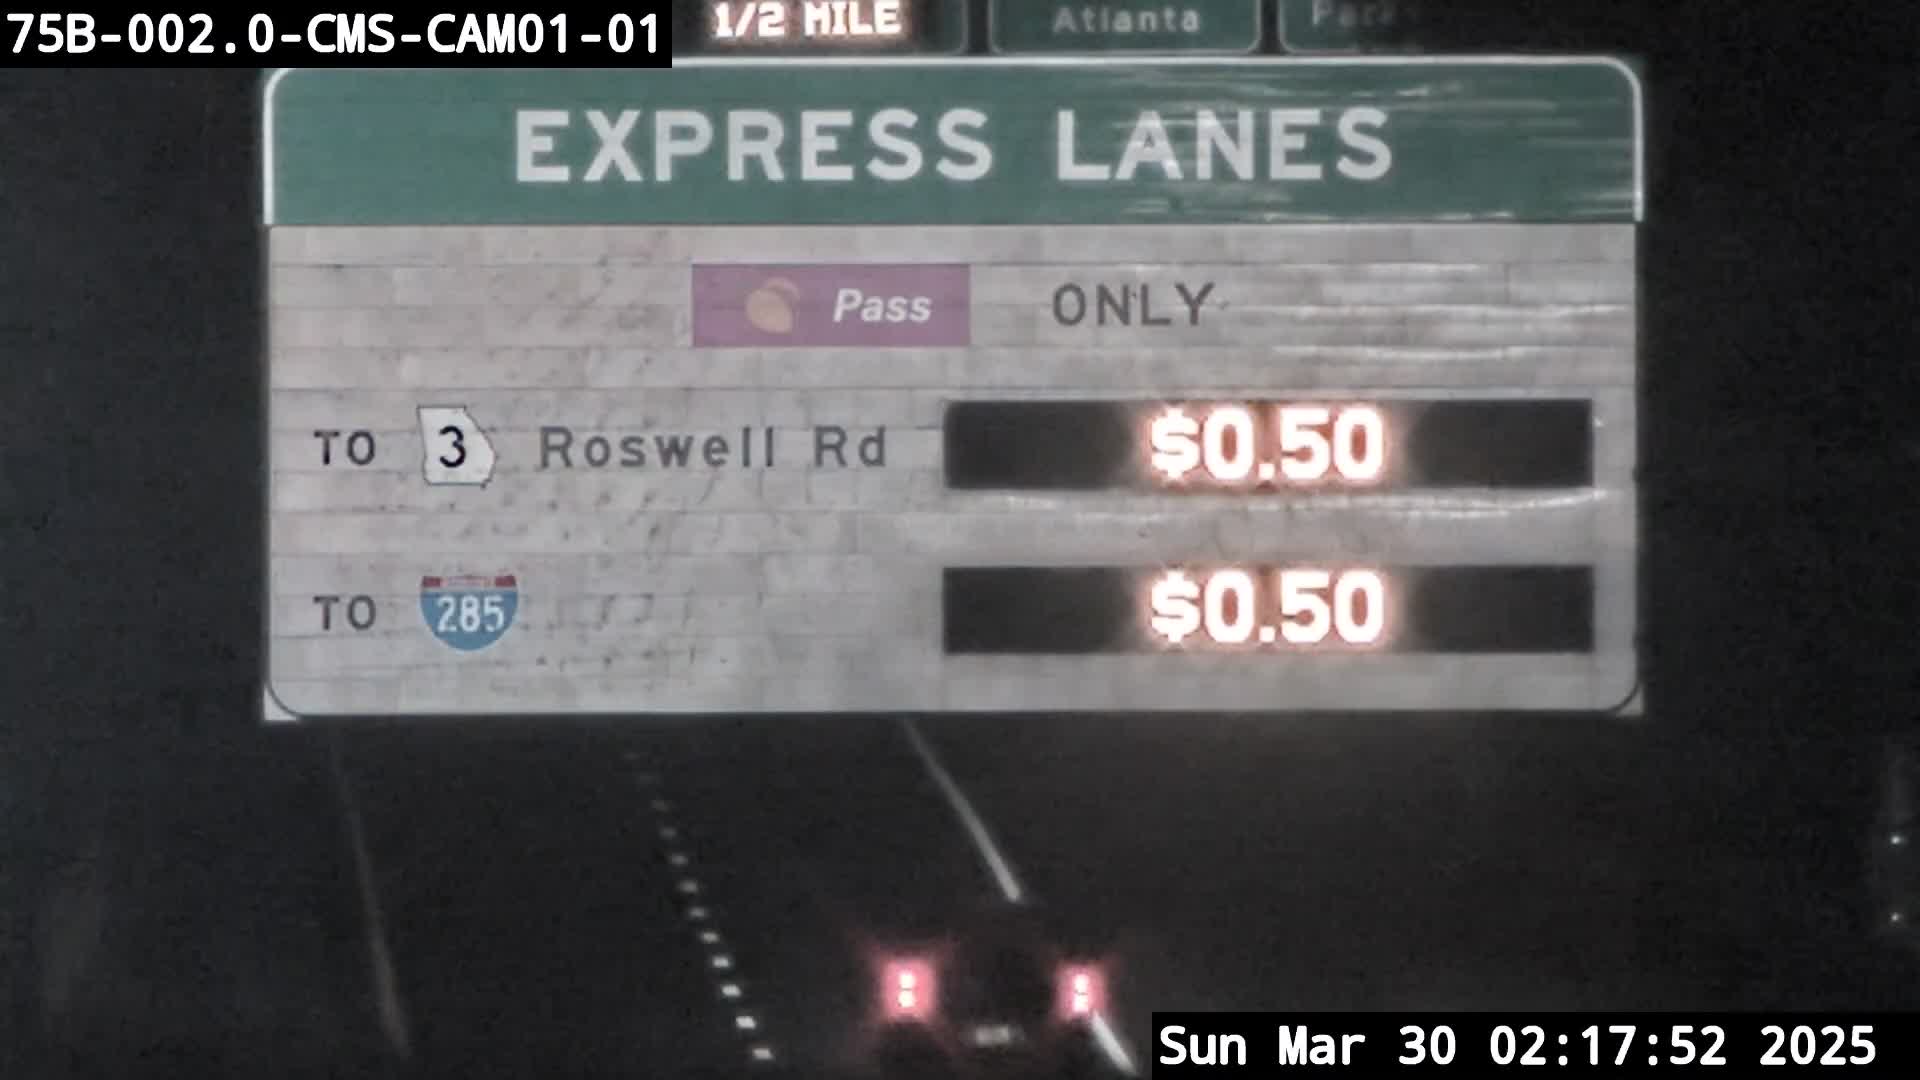 75B-002.0-CMS-CAM01-01
1/2 MILE
Atlanta
EXPRESS LANES
Pass ONLY
TO 3 Roswell Rd $0.50
TO 285 $0.50
Sun Mar 30 02:17:52 2025